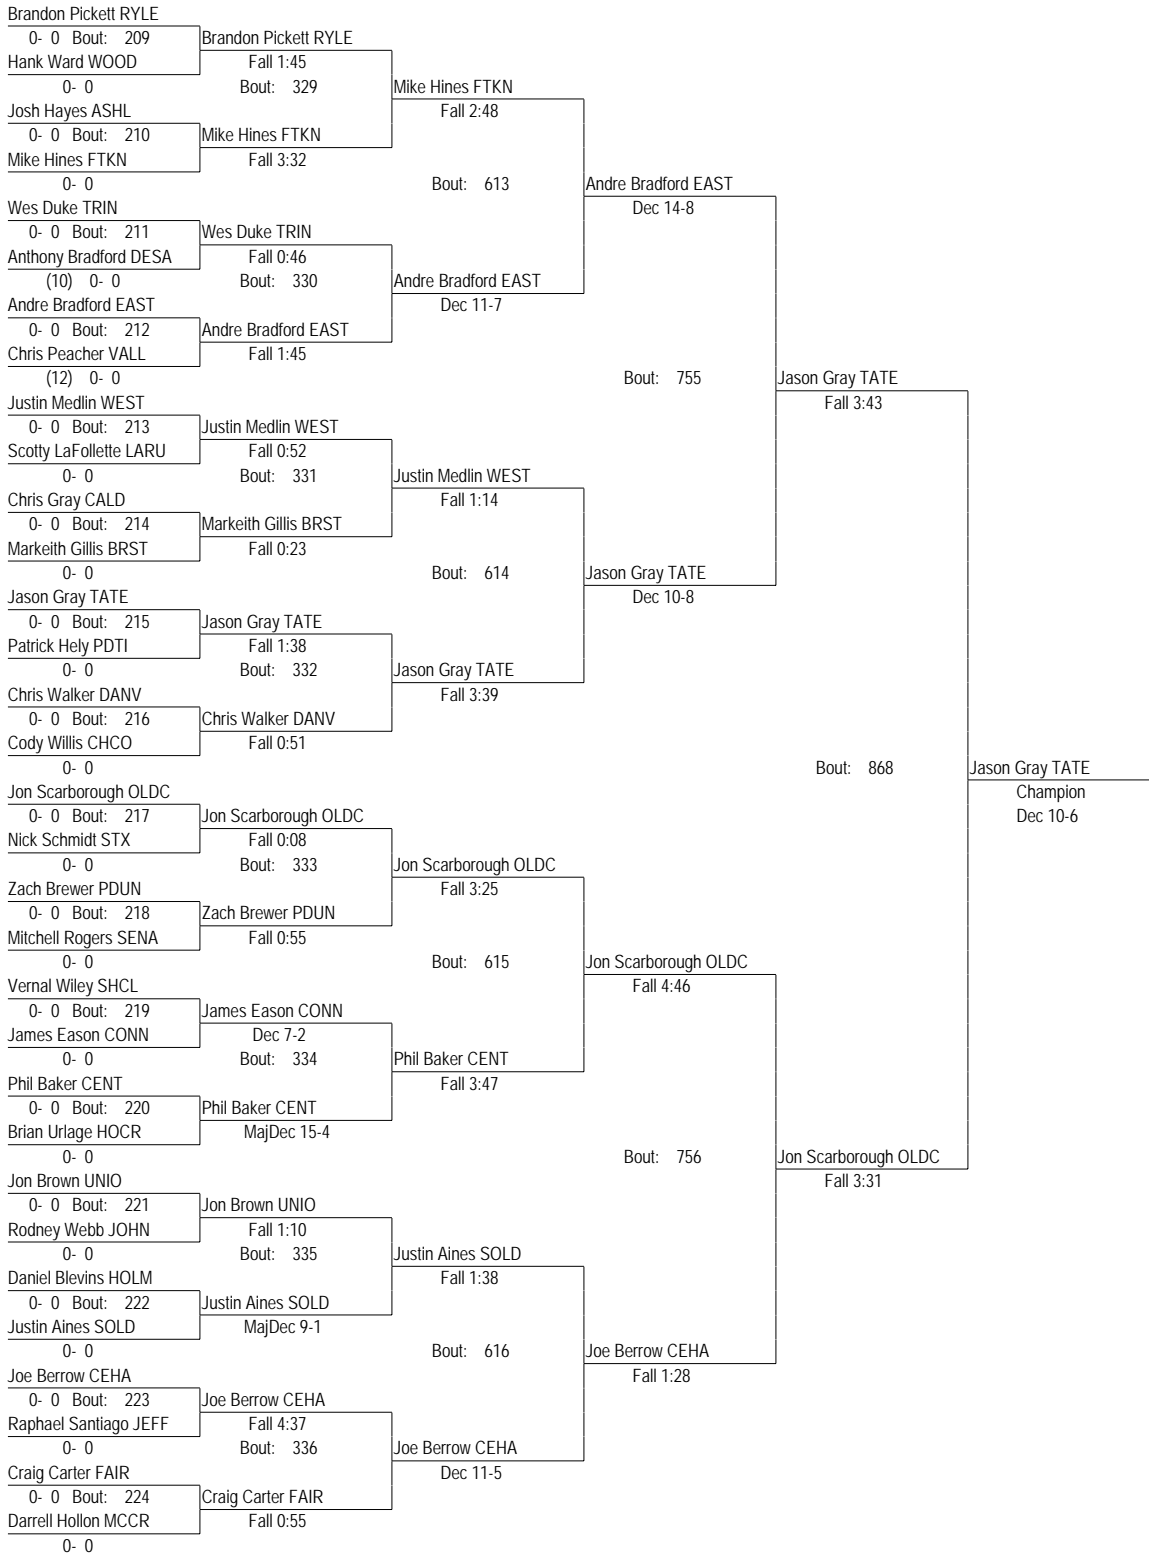 Brandon Pickett RYLE
0- 0 Bout: 209
Brandon Pickett RYLE
Hank Ward WOOD
Fall 1:45
0- 0
Bout: 329
Mike Hines FTKN
Josh Hayes ASHL
Fall 2:48
0- 0 Bout: 210
Mike Hines FTKN
Mike Hines FTKN
Fall 3:32
0- 0
Bout: 613
Andre Bradford EAST
Wes Duke TRIN
Dec 14-8
0- 0 Bout: 211
Wes Duke TRIN
Anthony Bradford DESA
Fall 0:46
(10) 0- 0
Bout: 330
Andre Bradford EAST
Andre Bradford EAST
Dec 11-7
0- 0 Bout: 212
Andre Bradford EAST
Chris Peacher VALL
Fall 1:45
(12) 0- 0
Bout: 755
Jason Gray TATE
Justin Medlin WEST
Fall 3:43
0- 0 Bout: 213
Justin Medlin WEST
Scotty LaFollette LARU
Fall 0:52
0- 0
Bout: 331
Justin Medlin WEST
Chris Gray CALD
Fall 1:14
0- 0 Bout: 214
Markeith Gillis BRST
Markeith Gillis BRST
Fall 0:23
0- 0
Bout: 614
Jason Gray TATE
Jason Gray TATE
Dec 10-8
0- 0 Bout: 215
Jason Gray TATE
Patrick Hely PDTI
Fall 1:38
0- 0
Bout: 332
Jason Gray TATE
Chris Walker DANV
Fall 3:39
0- 0 Bout: 216
Chris Walker DANV
Cody Willis CHCO
Fall 0:51
0- 0
Bout: 868
Jason Gray TATE
Jon Scarborough OLDC
Champion
0- 0 Bout: 217
Jon Scarborough OLDC
Dec 10-6
Nick Schmidt STX
Fall 0:08
0- 0
Bout: 333
Jon Scarborough OLDC
Zach Brewer PDUN
Fall 3:25
0- 0 Bout: 218
Zach Brewer PDUN
Mitchell Rogers SENA
Fall 0:55
0- 0
Bout: 615
Jon Scarborough OLDC
Vernal Wiley SHCL
Fall 4:46
0- 0 Bout: 219
James Eason CONN
James Eason CONN
Dec 7-2
0- 0
Bout: 334
Phil Baker CENT
Phil Baker CENT
Fall 3:47
0- 0 Bout: 220
Phil Baker CENT
Brian Urlage HOCR
MajDec 15-4
0- 0
Bout: 756
Jon Scarborough OLDC
Jon Brown UNIO
Fall 3:31
0- 0 Bout: 221
Jon Brown UNIO
Rodney Webb JOHN
Fall 1:10
0- 0
Bout: 335
Justin Aines SOLD
Daniel Blevins HOLM
Fall 1:38
0- 0 Bout: 222
Justin Aines SOLD
Justin Aines SOLD
MajDec 9-1
0- 0
Bout: 616
Joe Berrow CEHA
Joe Berrow CEHA
Fall 1:28
0- 0 Bout: 223
Joe Berrow CEHA
Raphael Santiago JEFF
Fall 4:37
0- 0
Bout: 336
Joe Berrow CEHA
Craig Carter FAIR
Dec 11-5
0- 0 Bout: 224
Craig Carter FAIR
Darrell Hollon MCCR
Fall 0:55
0- 0